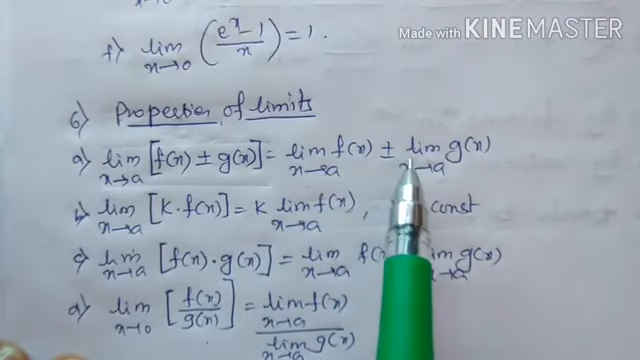 Made with KINEMASTER
f) lim x→0 (e^x-1/x) = 1.
6) Properties of limits
a) lim x→a [f(x) ± g(x)] = lim x→a f(x) ± lim x→a g(x)
b) lim x→a [K·f(x)] = K lim x→a f(x), const
c) lim x→a [f(x)·g(x)] = lim x→a g(x)
d) lim x→0 [f(x)/g(x)] = lim x→a f(x) / lim x→a g(x)